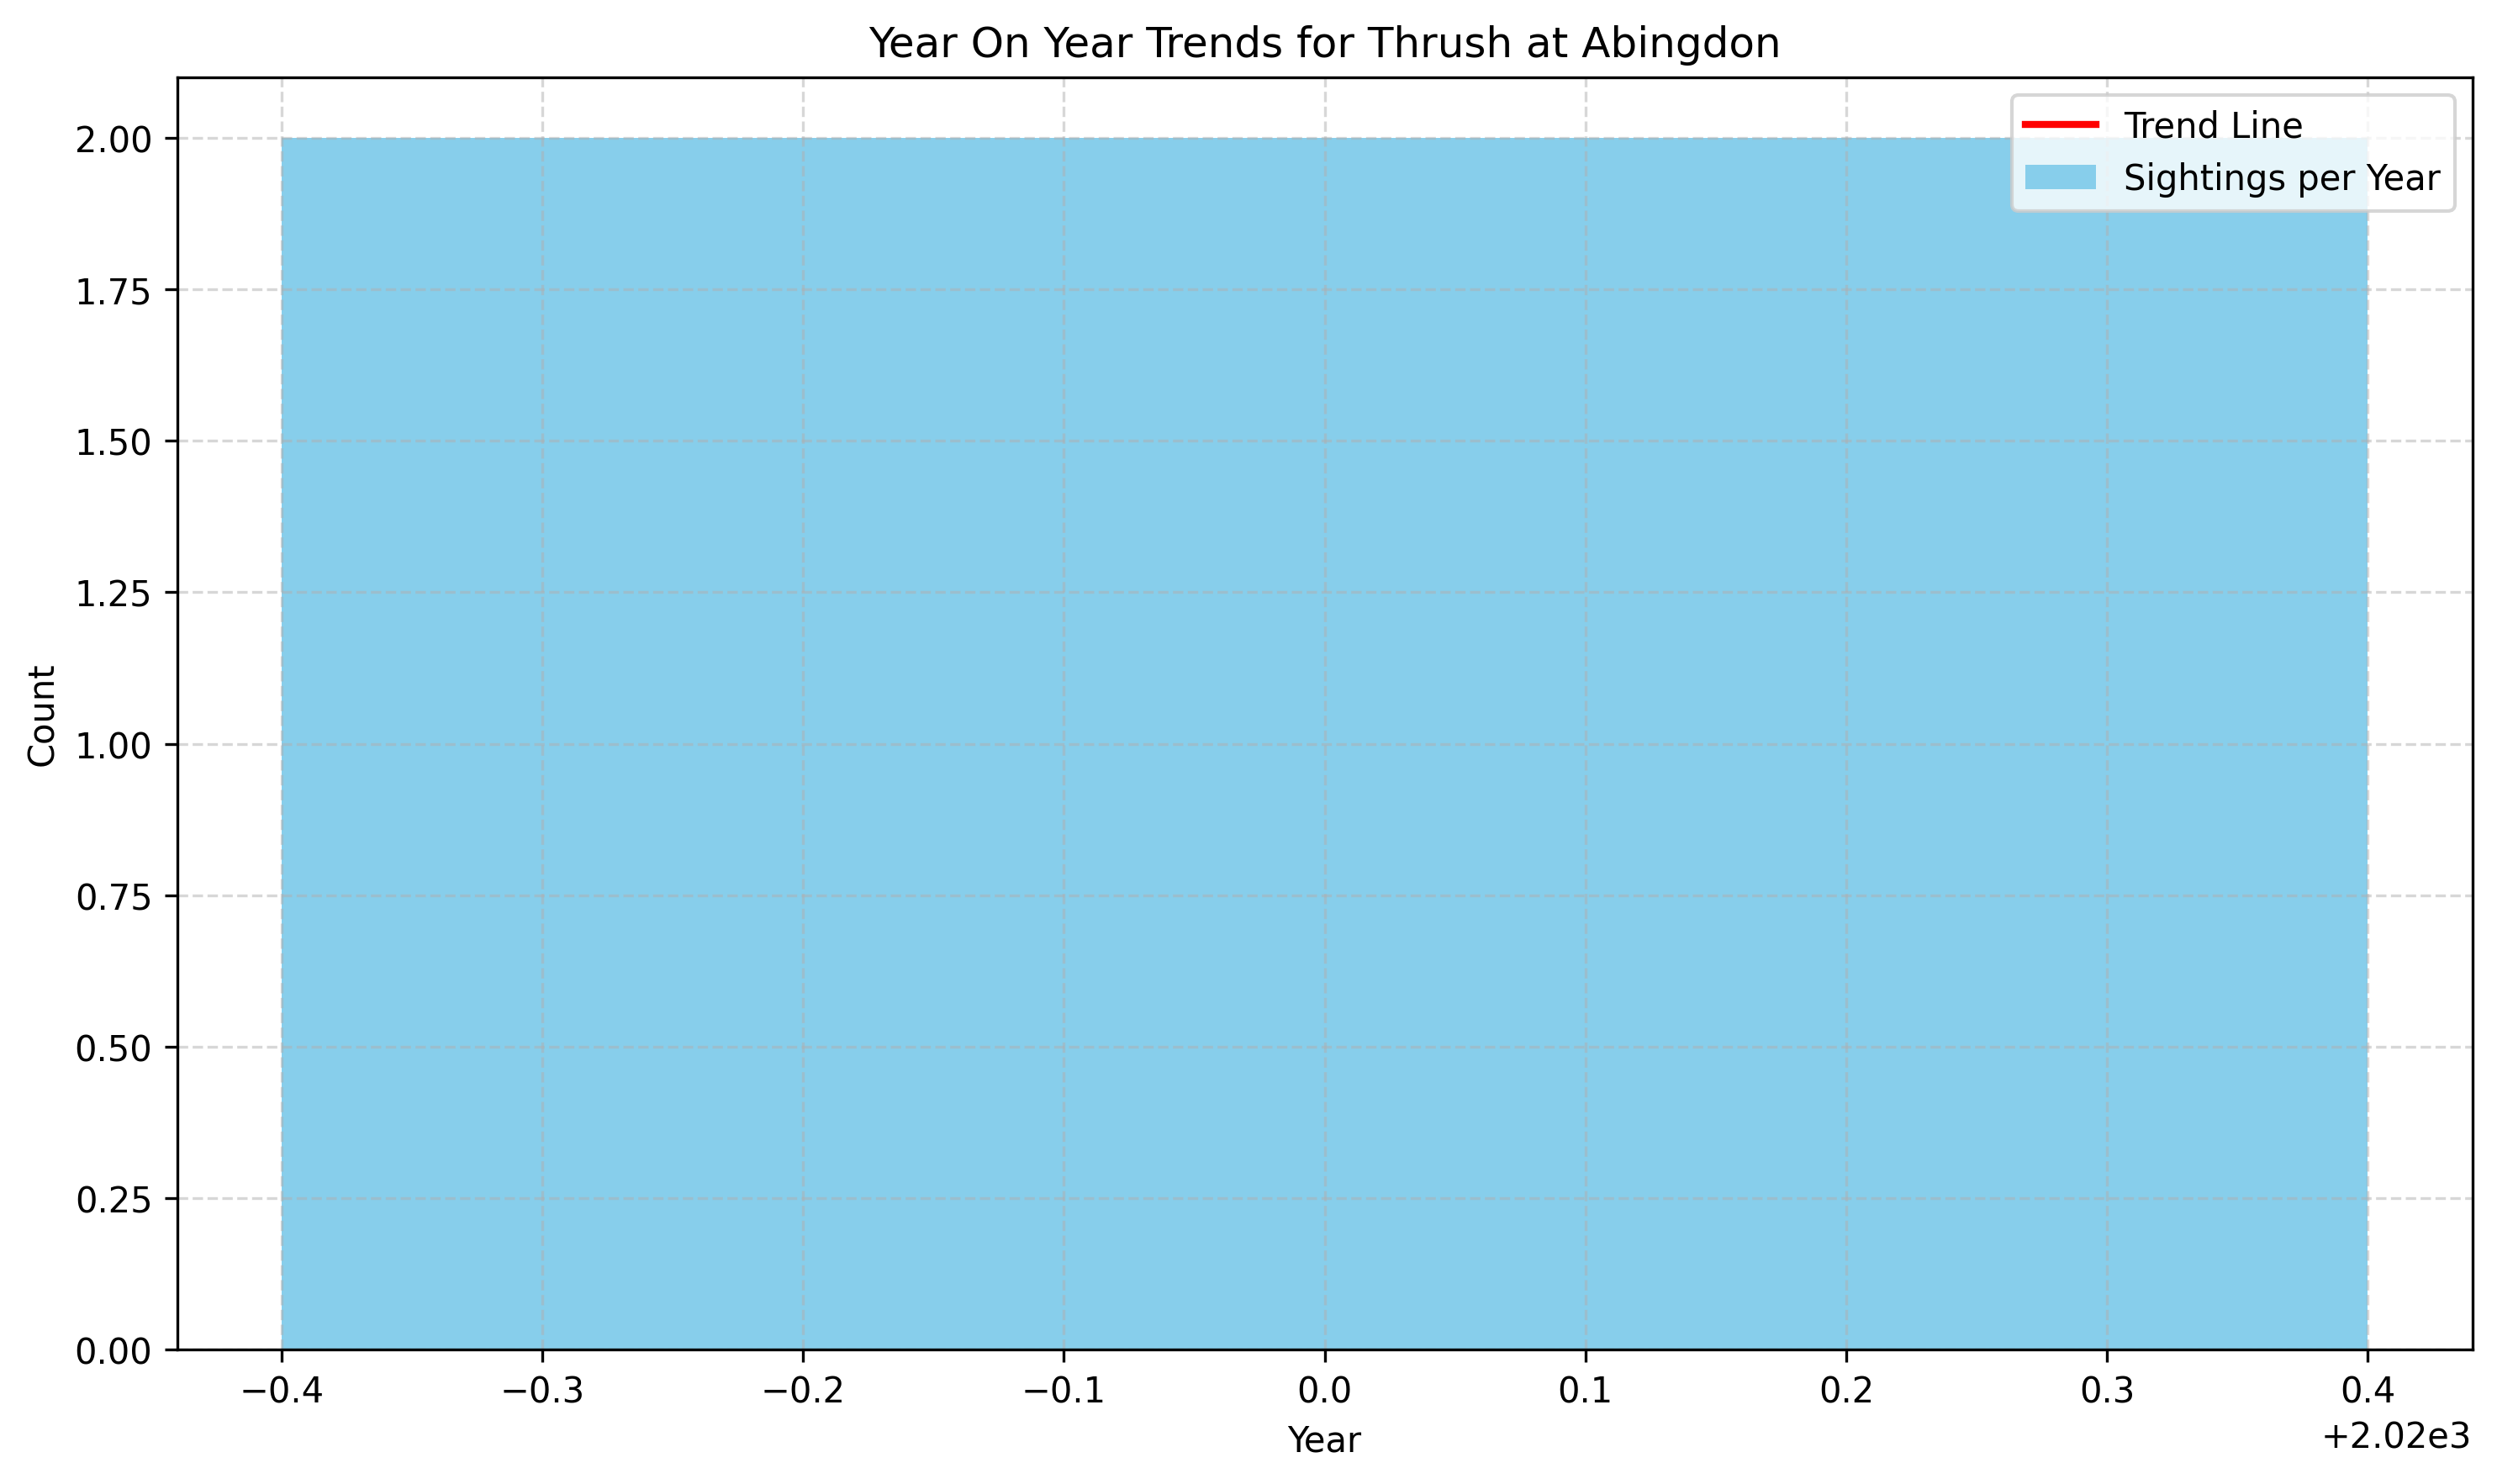 Year On Year Trends for Thrush at Abingdon
Trend Line
Sightings per Year
2.00
1.75
1.50
1.25
1.00
0.75
0.50
0.25
0.00
Count
−0.4 −0.3 −0.2 −0.1 0.0 0.1 0.2 0.3 0.4
+2.02e3
Year